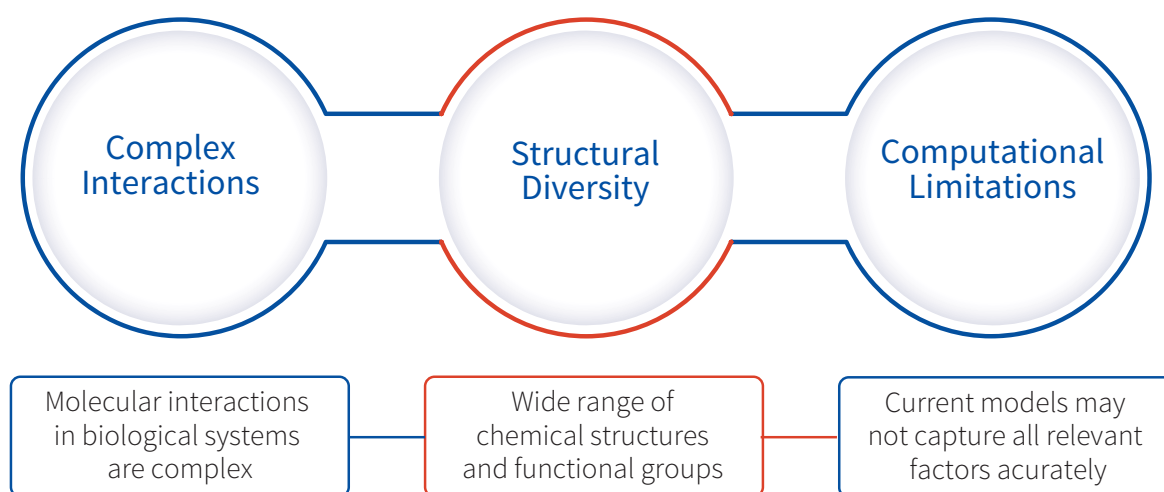 Complex
Interactions
Structural
Diversity
Computational
Limitations
Molecular interactions
in biological systems
are complex
Wide range of
chemical structures
and functional groups
Current models may
not capture all relevant
factors acurately